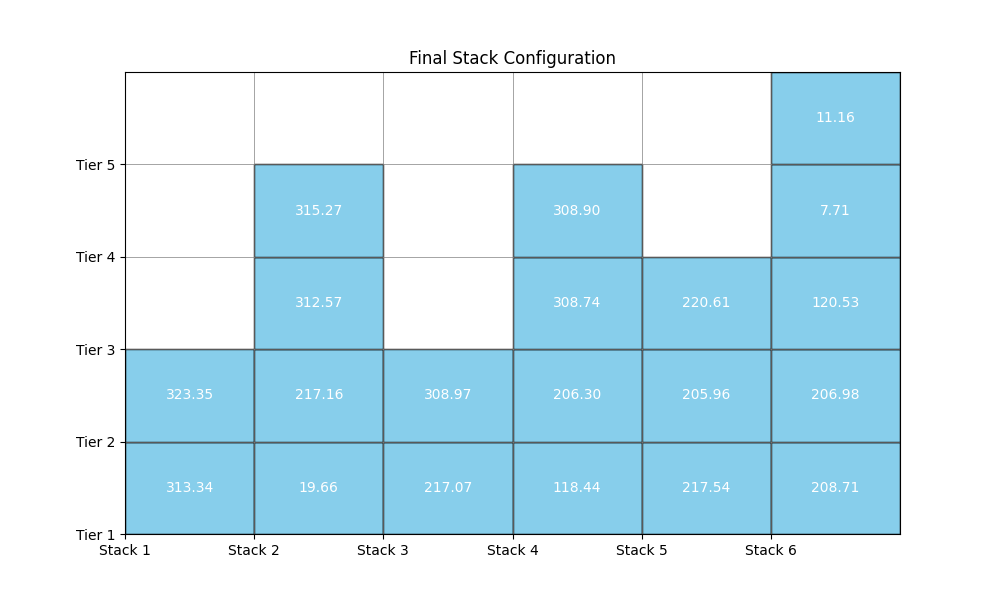 Final Stack Configuration
11.16
Tier 5
315.27 308.90 7.71
Tier 4
312.57 308.74 220.61 120.53
Tier 3
323.35 217.16 308.97 206.30 205.96 206.98
Tier 2
313.34 19.66 217.07 118.44 217.54 208.71
Tier 1
Stack 1 Stack 2 Stack 3 Stack 4 Stack 5 Stack 6